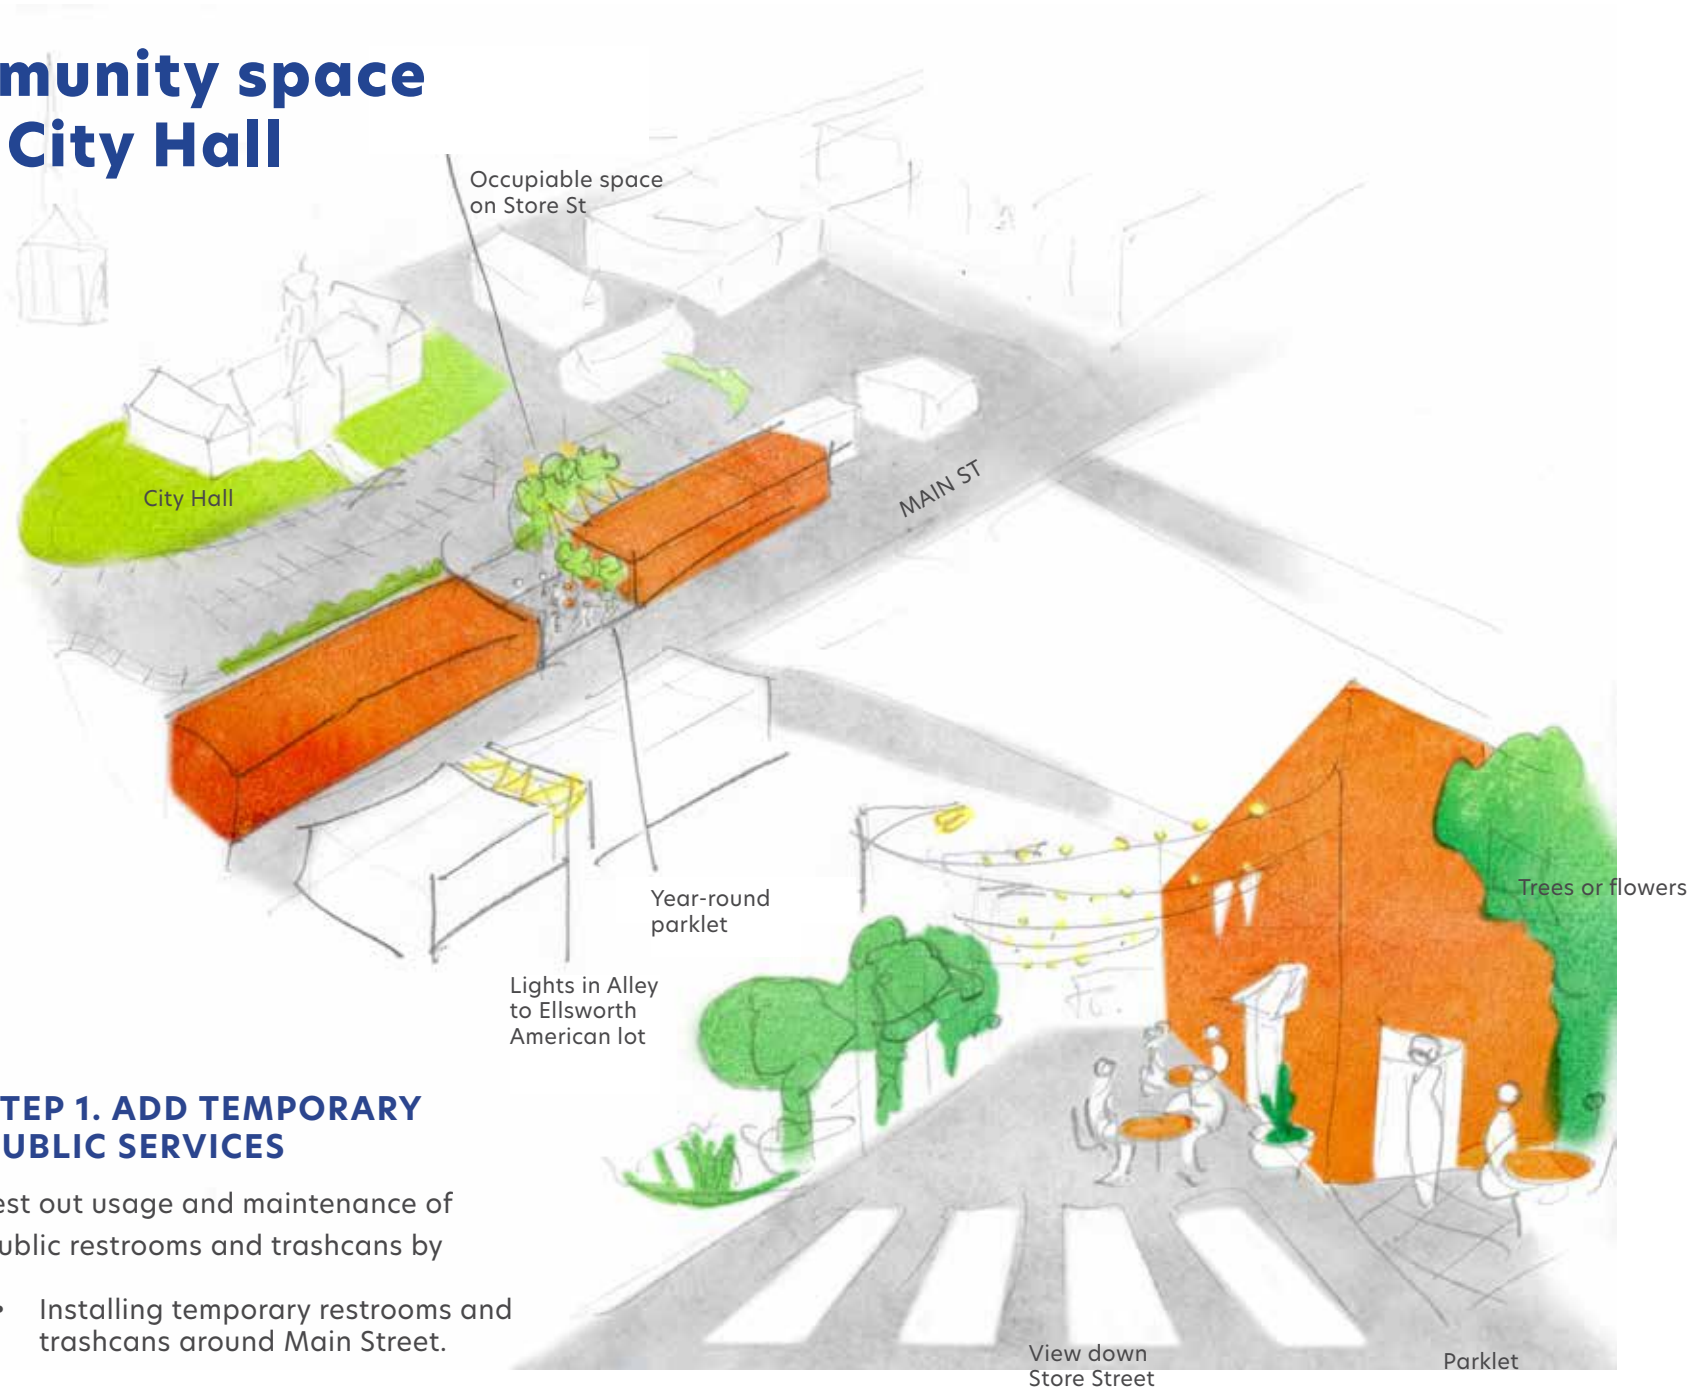 munity space
City Hall
Occupiable space
on Store St
City Hall
MAIN ST
Year-round
parklet
Trees or flowers
Lights in Alley
to Ellsworth
American lot
TEP 1. ADD TEMPORARY
UBLIC SERVICES
est out usage and maintenance of
ublic restrooms and trashcans by
• Installing temporary restrooms and
trashcans around Main Street.
View down
Store Street
Parklet